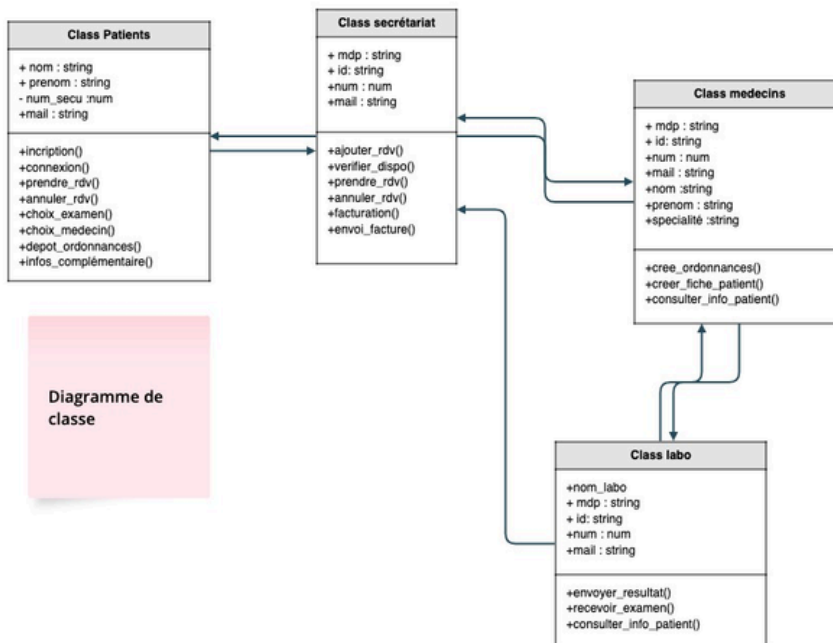 Class Patients
+ nom : string
+ prenom : string
- num_secu :num
+mail : string
+incription()
+connexion()
+prendre_rdv()
+annuler_rdv()
+choix_examen()
+choix_medecin()
+depot_ordonnances()
+infos_complémentaire()
Class secrétariat
+ mdp : string
+ id: string
+num : num
+mail : string
+ajouter_rdv()
+verifier_dispo()
+prendre_rdv()
+annuler_rdv()
+facturation()
+envoi_facture()
Class medecins
+ mdp : string
+ id: string
+num : num
+mail : string
+nom :string
+prenom : string
+specialité :string
+cree_ordonnances()
+creer_fiche_patient()
+consulter_info_patient()
Diagramme de
classe
Class labo
+nom_labo
+ mdp : string
+ id: string
+num : num
+mail : string
+envoyer_resultat()
+recevoir_examen()
+consulter_info_patient()